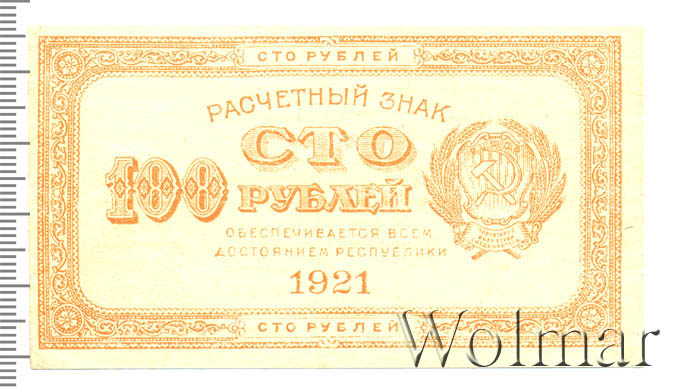 СТО РУБЛЕЙ
РАСЧЕТНЫЙ ЗНАК
100 СТО
РУБЛЕЙ
ОБЕСПЕЧИВАЕТСЯ ВСЕМ
ДОСТОЯНИЕМ РЕСПУБЛИКИ
1921
СТО РУБЛЕЙ
Wolmar